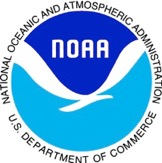 NATIONAL OCEANIC AND ATMOSPHERIC ADMINISTRATION
NOAA
U.S. DEPARTMENT OF COMMERCE